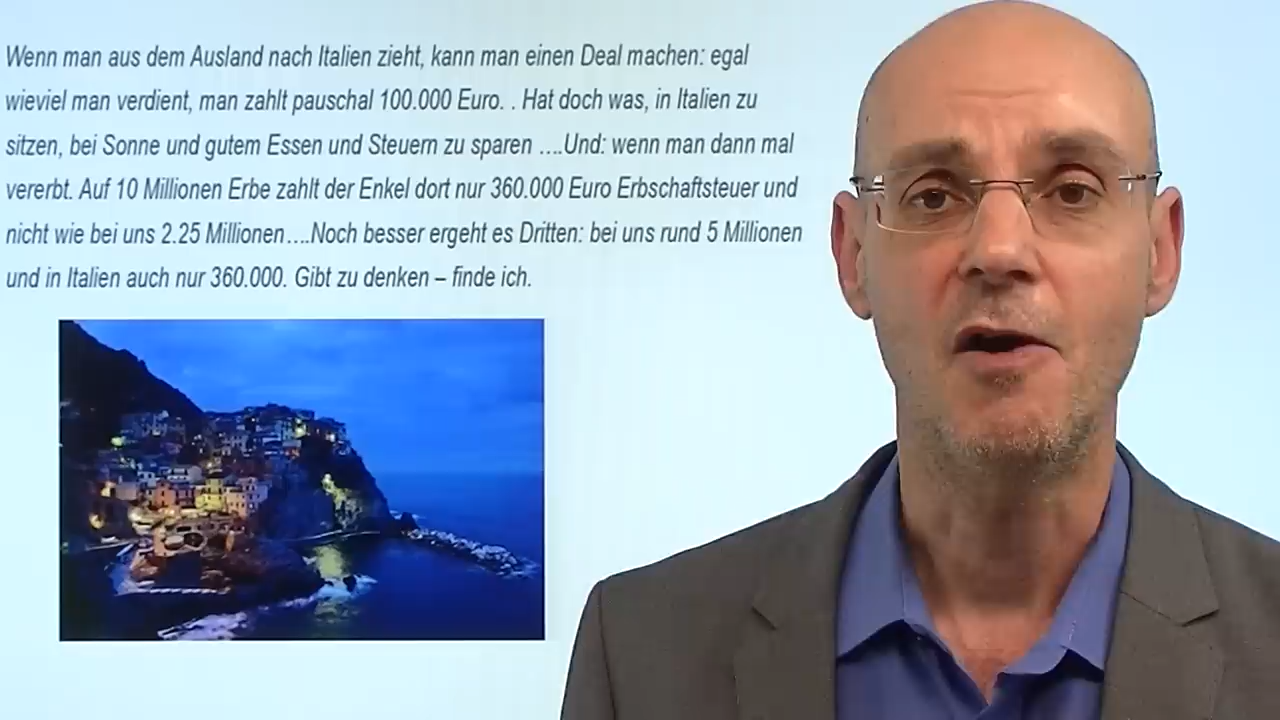 Wenn man aus dem Ausland nach Italien zieht, kann man einen Deal machen: egal
wieviel man verdient, man zahlt pauschal 100.000 Euro. . Hat doch was, in Italien zu
sitzen, bei Sonne und gutem Essen und Steuern zu sparen ….Und: wenn man dann mal
vererbt. Auf 10 Millionen Erbe zahlt der Enkel dort nur 360.000 Euro Erbschaftsteuer und
nicht wie bei uns 2.25 Millionen….Noch besser ergeht es Dritten: bei uns rund 5 Millionen
und in Italien auch nur 360.000. Gibt zu denken – finde ich.